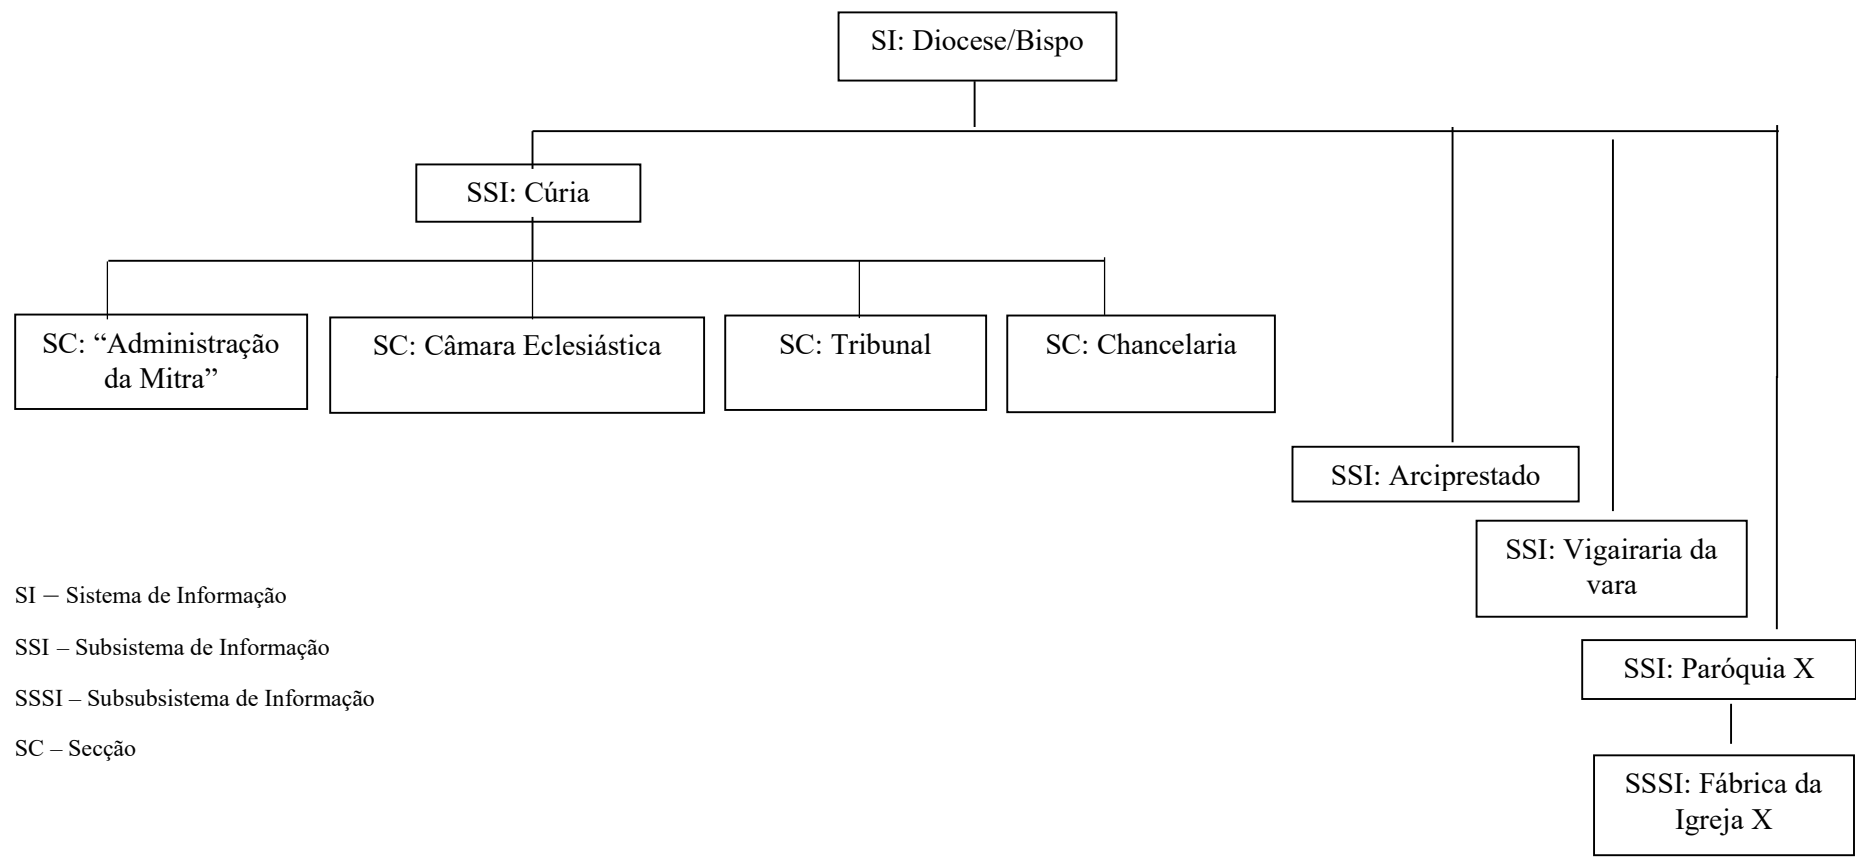 SI: Diocese/Bispo
SSI: Cúria
SC: “Administração
da Mitra”
SC: Câmara Eclesiástica
SC: Tribunal
SC: Chancelaria
SSI: Arciprestado
SSI: Vigairaria da
vara
SI – Sistema de Informação
SSI – Subsistema de Informação
SSI: Paróquia X
SSSI – Subsubsistema de Informação
SC – Secção
SSSI: Fábrica da
Igreja X